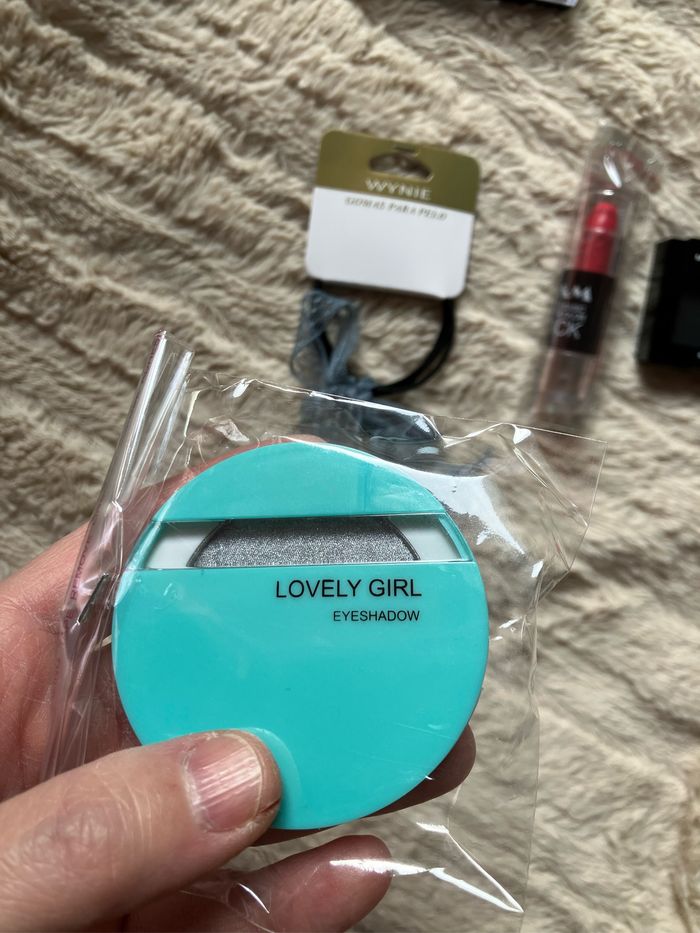 WYNIE
GOMAS PARA PELO
LOVELY GIRL
EYESHADOW